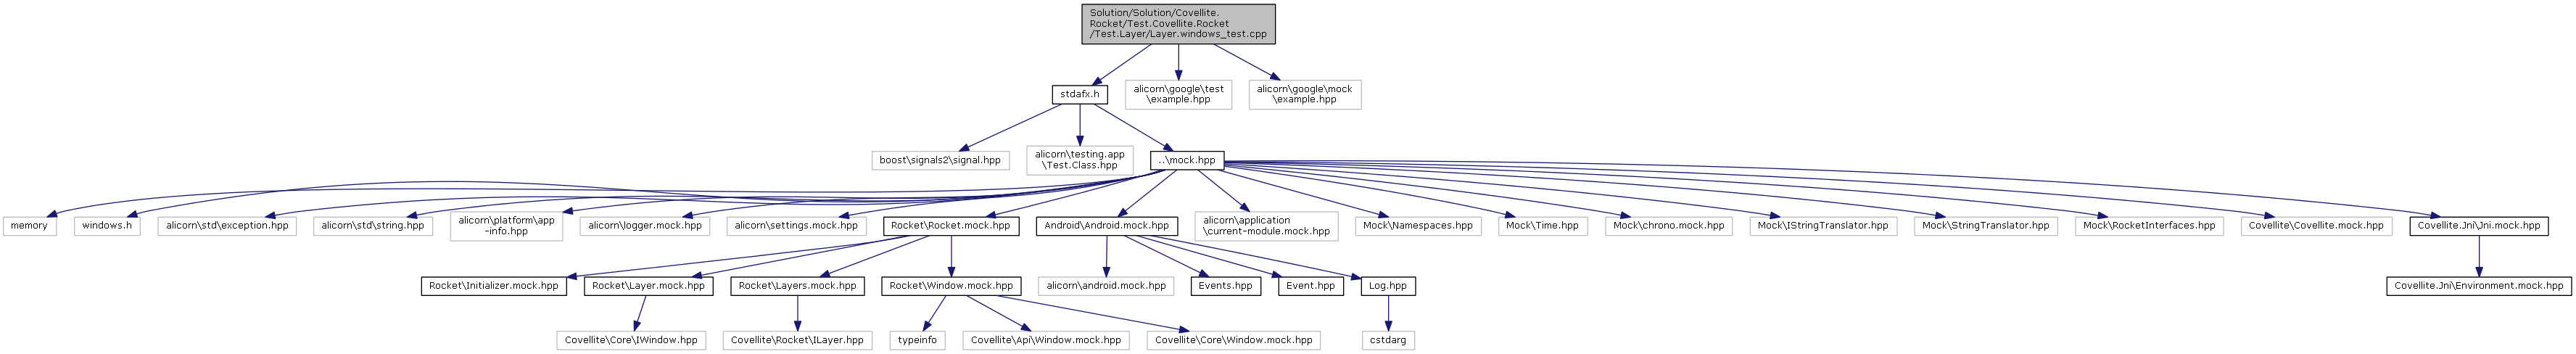 Solution/Solution/Covellite.
Rocket/Test.Covellite.Rocket
/Test.Layer/Layer.windows_test.cpp
stdafx.h
alicorn\google\test
\example.hpp
alicorn\google\mock
\example.hpp
boost\signals2\signal.hpp
alicorn\testing.app
\Test.Class.hpp
..\mock.hpp
memory
windows.h
alicorn\std\exception.hpp
alicorn\std\string.hpp
alicorn\platform\app
-info.hpp
alicorn\logger.mock.hpp
alicorn\settings.mock.hpp
Rocket\Rocket.mock.hpp
Android\Android.mock.hpp
alicorn\application
\current-module.mock.hpp
Mock\Namespaces.hpp
Mock\Time.hpp
Mock\chrono.mock.hpp
Mock\IStringTranslator.hpp
Mock\StringTranslator.hpp
Mock\RocketInterfaces.hpp
Covellite\Covellite.mock.hpp
Covellite.Jni\Jni.mock.hpp
Rocket\Initializer.mock.hpp
Rocket\Layer.mock.hpp
Rocket\Layers.mock.hpp
Rocket\Window.mock.hpp
alicorn\android.mock.hpp
Events.hpp
Event.hpp
Log.hpp
Covellite.Jni\Environment.mock.hpp
Covellite\Core\IWindow.hpp
Covellite\Rocket\ILayer.hpp
typeinfo
Covellite\Api\Window.mock.hpp
Covellite\Core\Window.mock.hpp
cstdarg